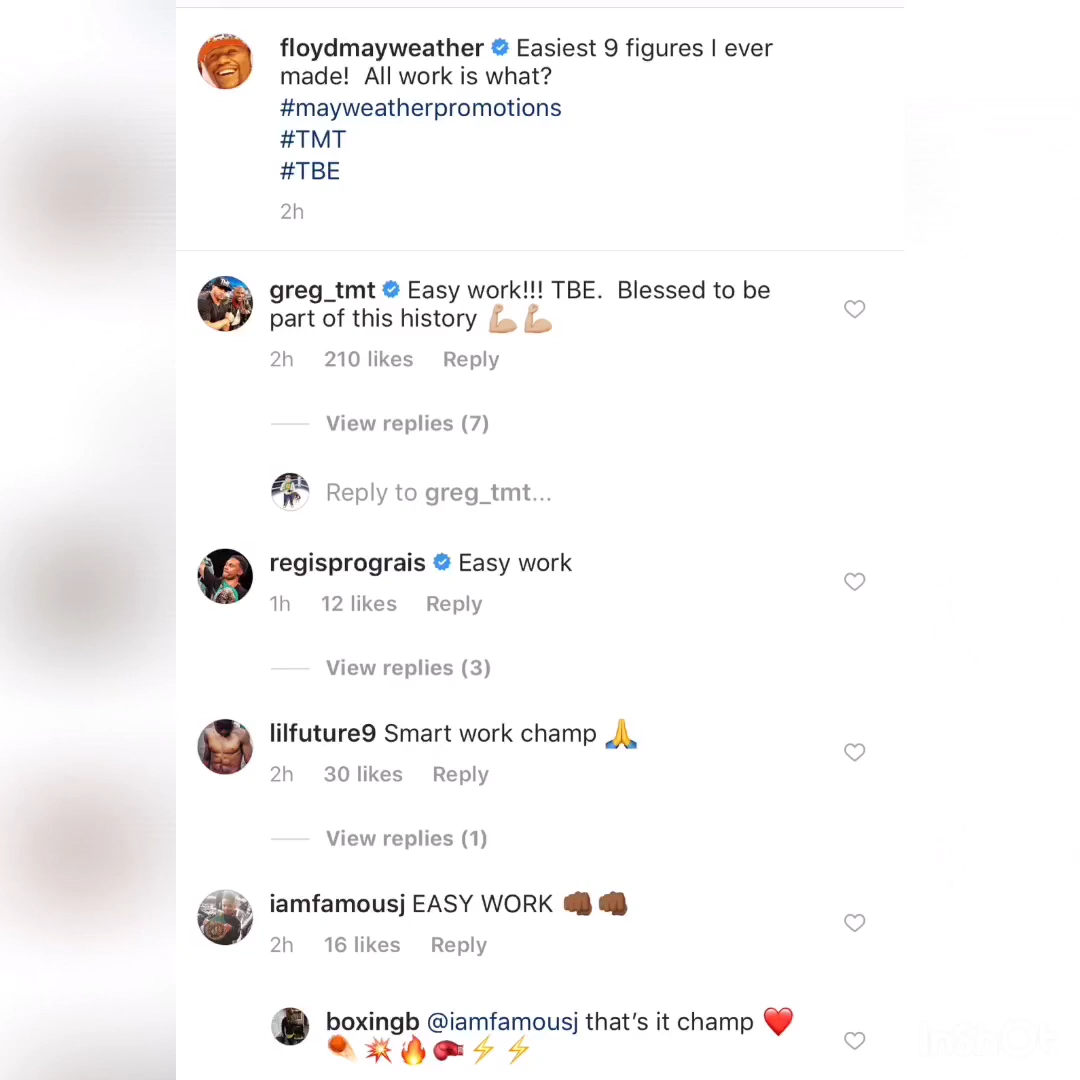 floydmayweather Easiest 9 figures I ever
made! All work is what?
#mayweatherpromotions
#TMT
#TBE
2h
greg_tmt Easy work!!! TBE. Blessed to be
part of this history 💪🏼💪🏼
2h 210 likes Reply
View replies (7)
Reply to greg_tmt...
regisprograis Easy work
1h 12 likes Reply
View replies (3)
lilfuture9 Smart work champ 🙏
2h 30 likes Reply
View replies (1)
iamfamousj EASY WORK 👊🏾👊🏾
2h 16 likes Reply
boxingb @iamfamousj that's it champ ❤️
☄️💥🔥🥊⚡⚡